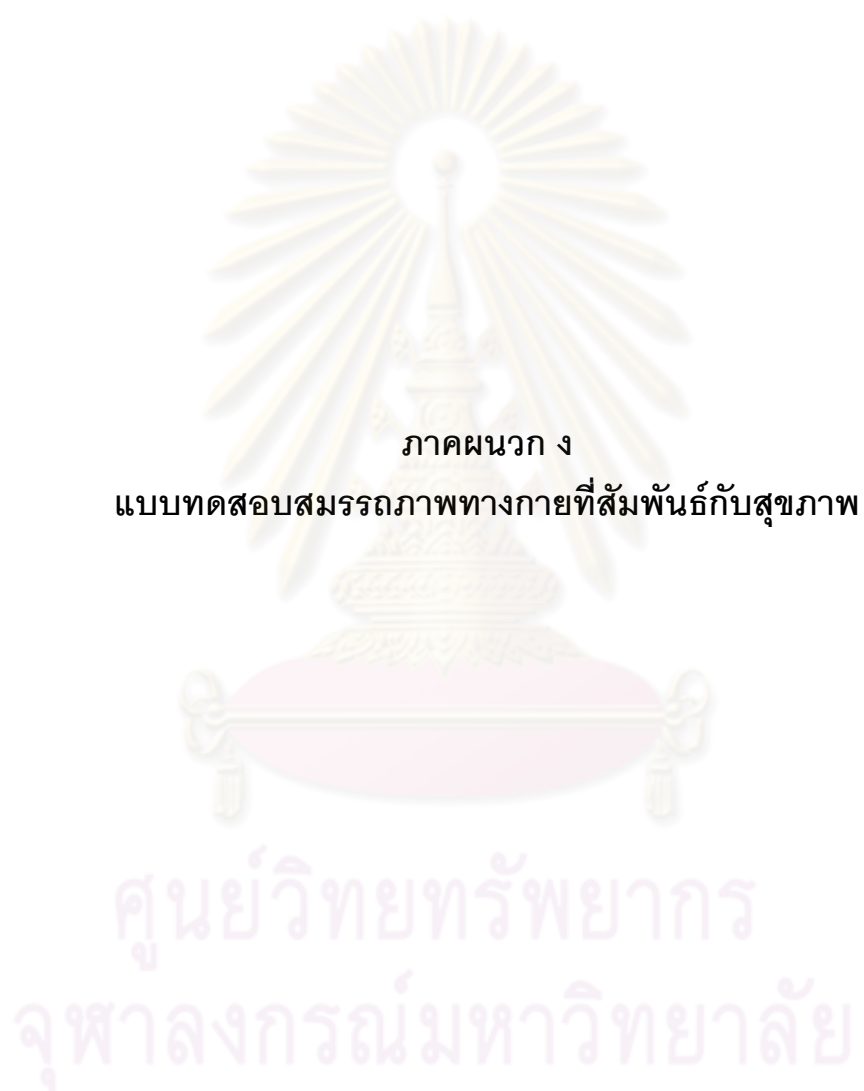 ภาคผนวก ง
แบบทดสอบสมรรถภาพทางกายที่สัมพันธ์กับสุขภาพ
ศูนย์วิทยทรัพยากร
จุฬาลงกรณ์มหาวิทยาลัย